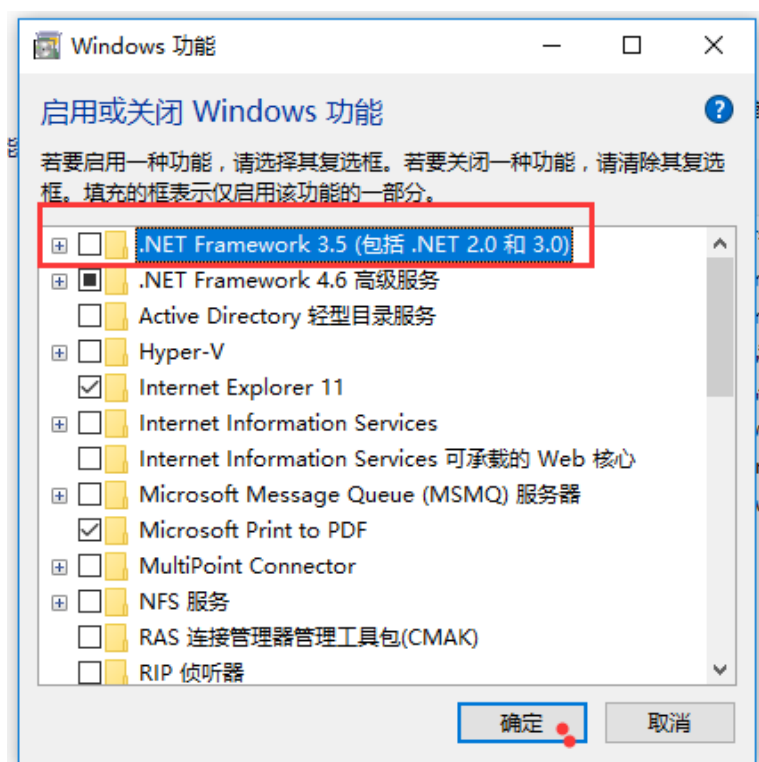 Windows 功能
启用或关闭 Windows 功能
若要启用一种功能，请选择其复选框。若要关闭一种功能，请清除其复选
框。填充的框表示仅启用该功能的一部分。
.NET Framework 3.5 (包括 .NET 2.0 和 3.0)
.NET Framework 4.6 高级服务
Active Directory 轻型目录服务
Hyper-V
Internet Explorer 11
Internet Information Services
Internet Information Services 可承载的 Web 核心
Microsoft Message Queue (MSMQ) 服务器
Microsoft Print to PDF
MultiPoint Connector
NFS 服务
RAS 连接管理器管理工具包(CMAK)
RIP 侦听器
确定 取消